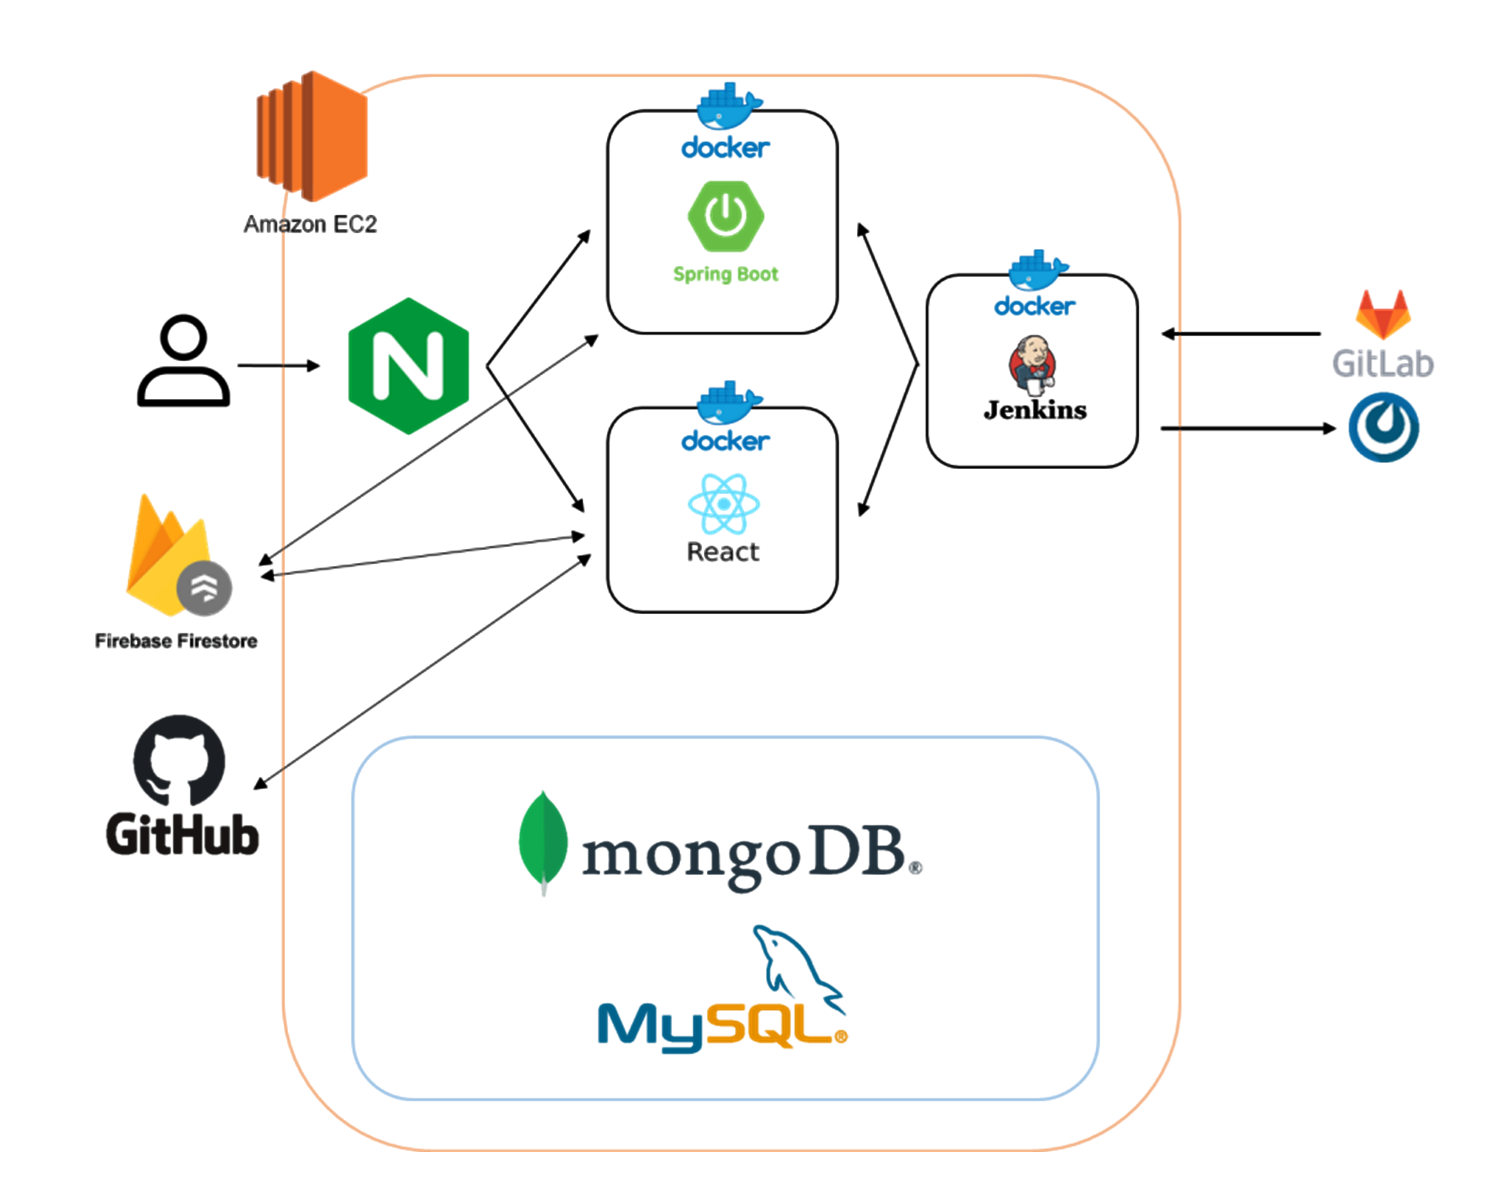 Amazon EC2
docker
Spring Boot
docker
Jenkins
GitLab
N
docker
React
Firebase Firestore
GitHub
mongoDB®
MySQL®